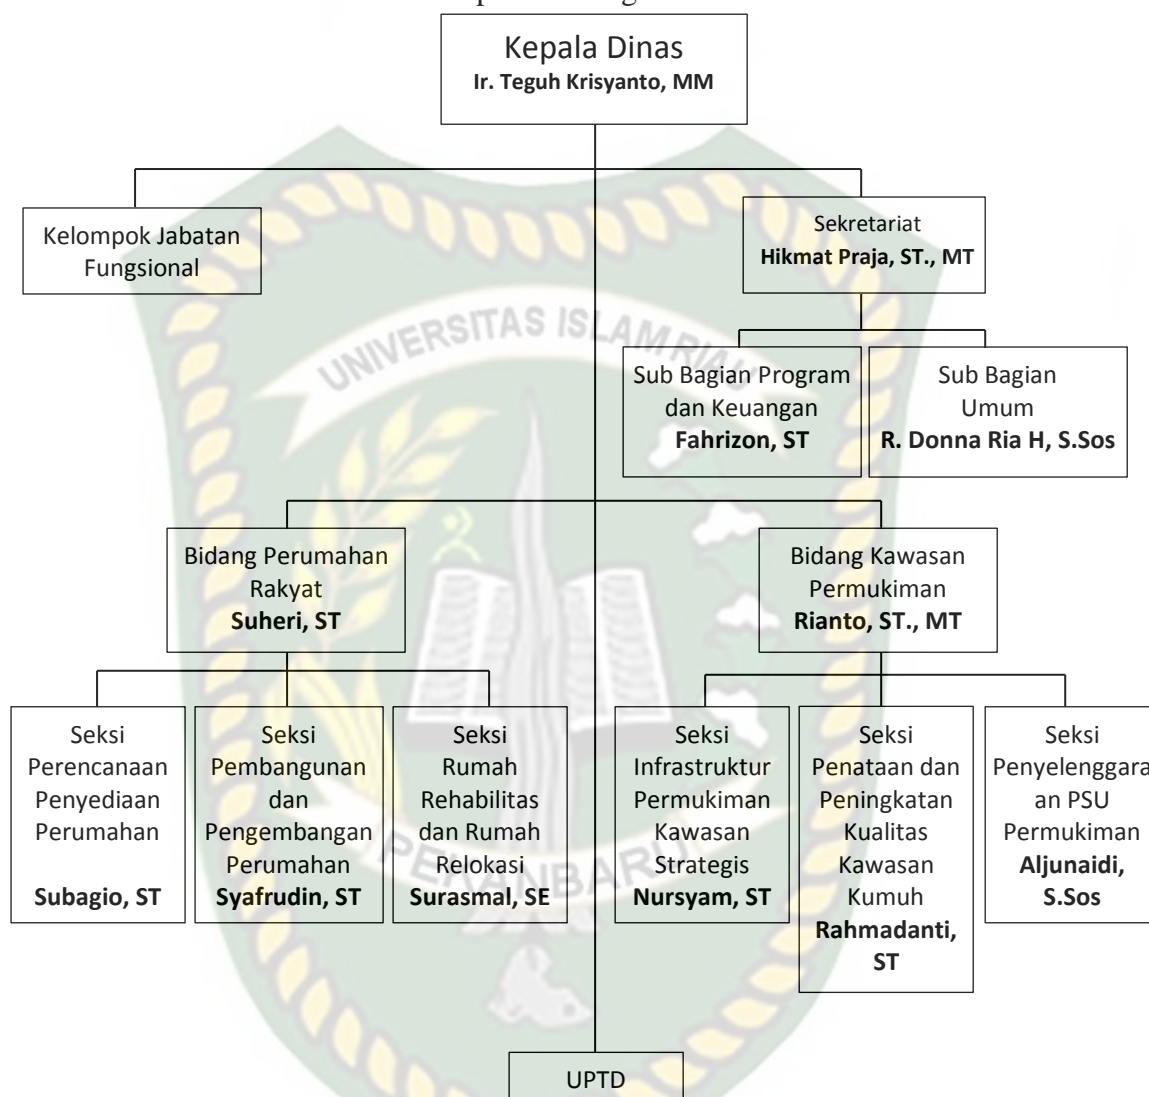 Kepala Dinas
Ir. Teguh Krisyanto, MM
Kelompok Jabatan
Fungsional
Sekretariat
Hikmat Praja, ST., MT
UNIVERSITAS ISLAM RIAU
Sub Bagian Program
dan Keuangan
Fahrizon, ST
Sub Bagian
Umum
R. Donna Ria H, S.Sos
Bidang Perumahan
Rakyat
Suheri, ST
Bidang Kawasan
Permukiman
Rianto, ST., MT
Seksi
Perencanaan
Penyediaan
Perumahan
Subagio, ST
Seksi
Pembangunan
dan
Pengembangan
Perumahan
Syafrudin, ST
Seksi
Rumah
Rehabilitas
dan Rumah
Relokasi
Surasmal, SE
Seksi
Infrastruktur
Permukiman
Kawasan
Strategis
Nursyam, ST
Seksi
Penataan dan
Peningkatan
Kualitas
Kawasan
Kumuh
Rahmadanti,
ST
Seksi
Penyelenggara
an PSU
Permukiman
Aljunaidi,
S.Sos
PEKANBARU
UPTD